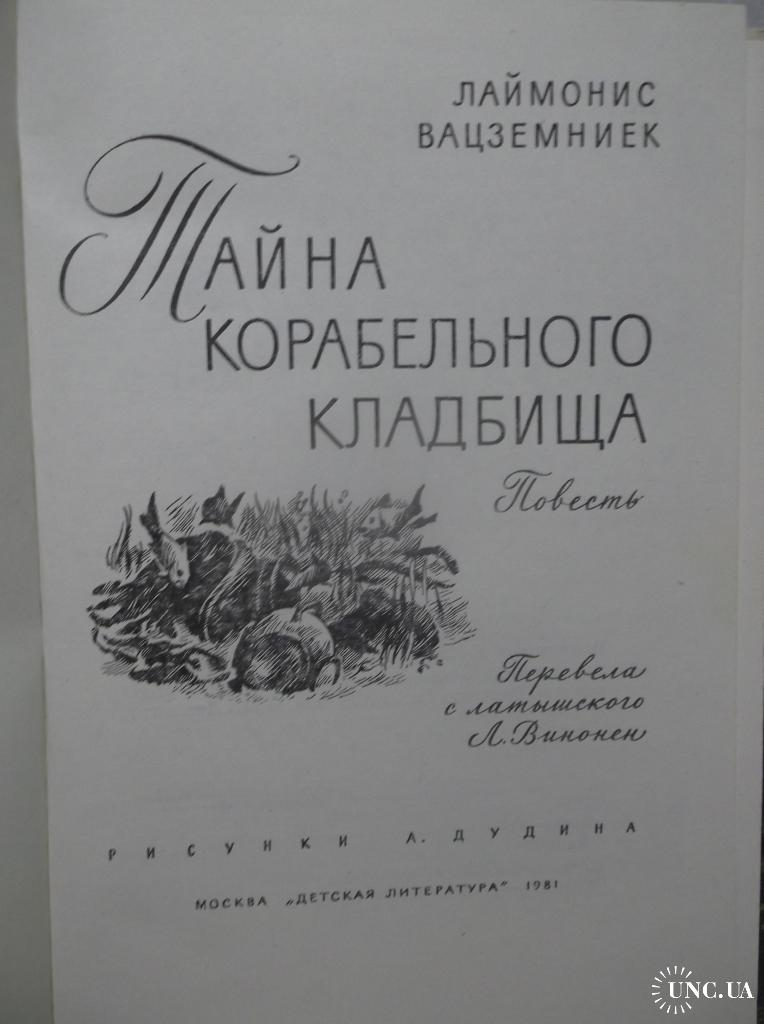 ЛАЙМОНИС
ВАЦЗЕМНИЕК
ТАЙНА
КОРАБЕЛЬНОГО
КЛАДБИЩА
Повесть
Перевела
с латышского
Л. Винонен
РИСУНКИ Л. ДУДИНА
МОСКВА „ДЕТСКАЯ ЛИТЕРАТУРА" 1981
UNC.UA